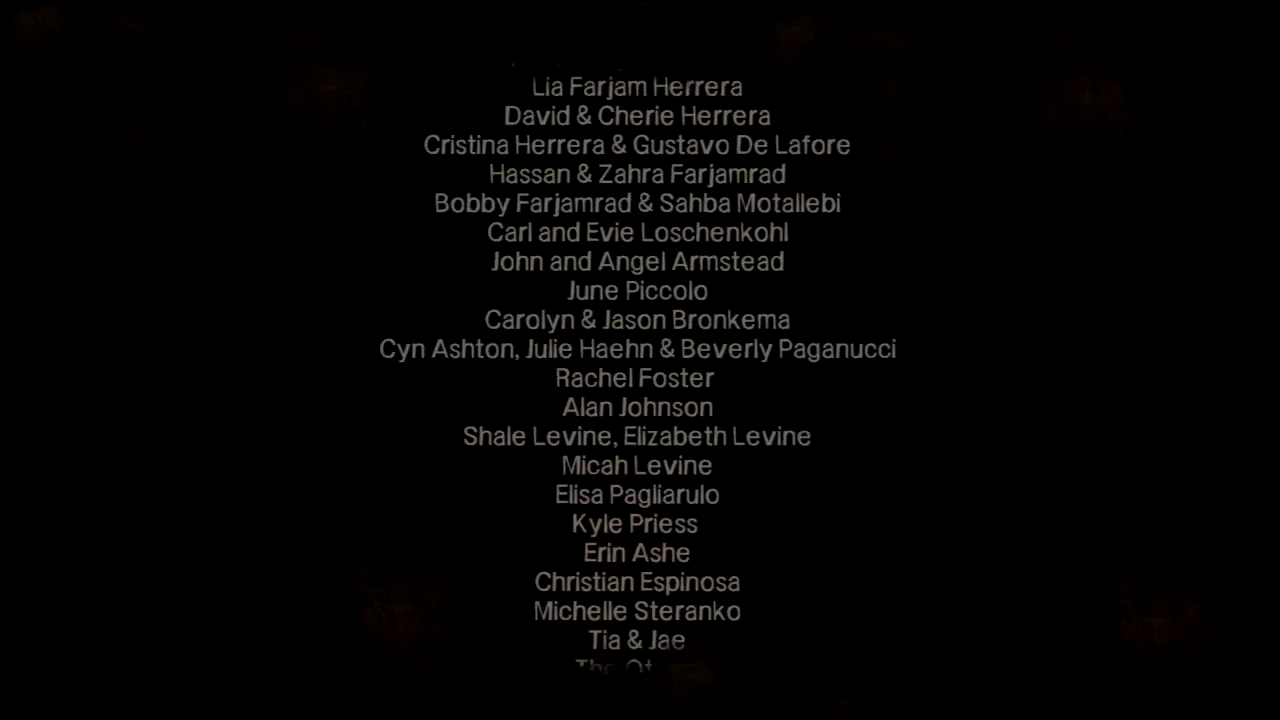 Lia Farjam Herrera
David & Cherie Herrera
Cristina Herrera & Gustavo De Lafore
Hassan & Zahra Farjamrad
Bobby Farjamrad & Sahba Motallebi
Carl and Evie Loschenkohl
John and Angel Armstead
June Piccolo
Carolyn & Jason Bronkema
Cyn Ashton, Julie Haehn & Beverly Paganucci
Rachel Foster
Alan Johnson
Shale Levine, Elizabeth Levine
Micah Levine
Elisa Pagliarulo
Kyle Priess
Erin Ashe
Christian Espinosa
Michelle Steranko
Tia & Jae
The